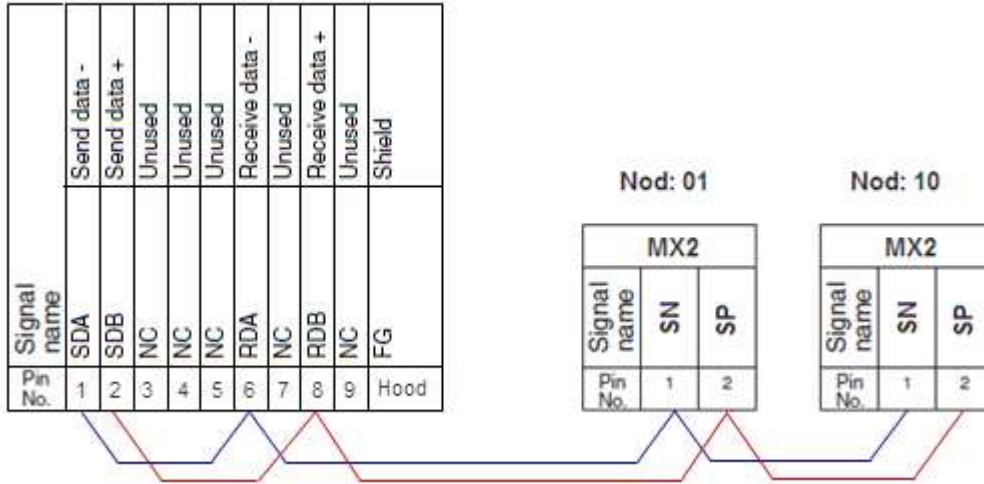 Signal name
SDA Send data -
SDB Send data +
NC Unused
NC Unused
NC Unused
RDA Receive data -
NC Unused
RDB Receive data +
NC Unused
FG Shield
Pin No. 1 2 3 4 5 6 7 8 9 Hood
Nod: 01
MX2
Signal name SN SP
Pin No. 1 2
Nod: 10
MX2
Signal name SN SP
Pin No. 1 2